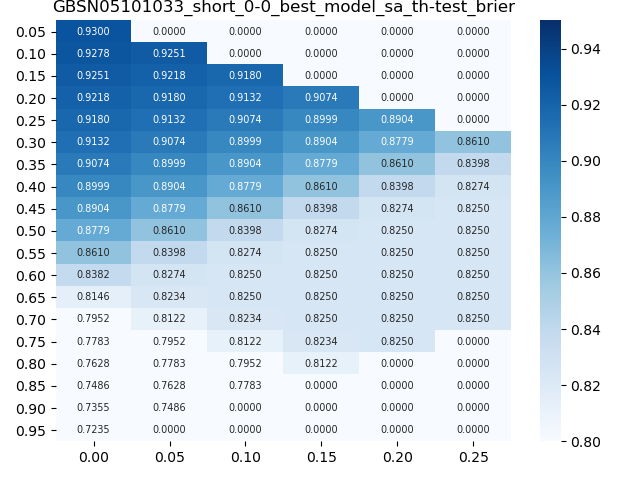 GBSN05101033_short_0-0_best_model_sa_th-test_brier
0.05 0.9300 0.0000 0.0000 0.0000 0.0000 0.0000
0.10 0.9278 0.9251 0.0000 0.0000 0.0000 0.0000
0.15 0.9251 0.9218 0.9180 0.0000 0.0000 0.0000
0.20 0.9218 0.9180 0.9132 0.9074 0.0000 0.0000
0.25 0.9180 0.9132 0.9074 0.8999 0.8904 0.0000
0.30 0.9132 0.9074 0.8999 0.8904 0.8779 0.8610
0.35 0.9074 0.8999 0.8904 0.8779 0.8610 0.8398
0.40 0.8999 0.8904 0.8779 0.8610 0.8398 0.8274
0.45 0.8904 0.8779 0.8610 0.8398 0.8274 0.8250
0.50 0.8779 0.8610 0.8398 0.8274 0.8250 0.8250
0.55 0.8610 0.8398 0.8274 0.8250 0.8250 0.8250
0.60 0.8382 0.8274 0.8250 0.8250 0.8250 0.8250
0.65 0.8146 0.8234 0.8250 0.8250 0.8250 0.8250
0.70 0.7952 0.8122 0.8234 0.8250 0.8250 0.8250
0.75 0.7783 0.7952 0.8122 0.8234 0.8250 0.0000
0.80 0.7628 0.7783 0.7952 0.8122 0.0000 0.0000
0.85 0.7486 0.7628 0.7783 0.0000 0.0000 0.0000
0.90 0.7355 0.7486 0.0000 0.0000 0.0000 0.0000
0.95 0.7235 0.0000 0.0000 0.0000 0.0000 0.0000
0.00 0.05 0.10 0.15 0.20 0.25
0.94
0.92
0.90
0.88
0.86
0.84
0.82
0.80